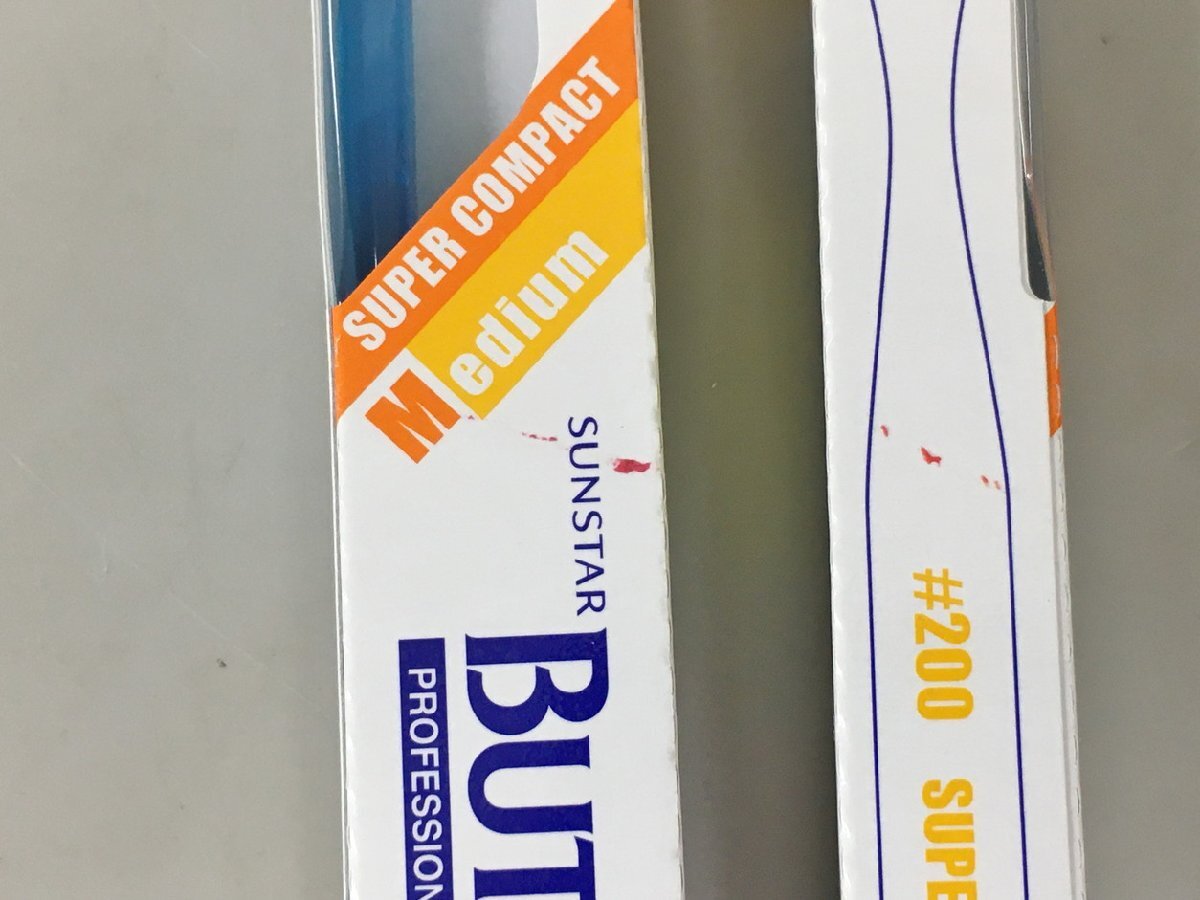 SUPER COMPACT
Medium
SUNSTAR
BUT
PROFESSION
#200 SUPE